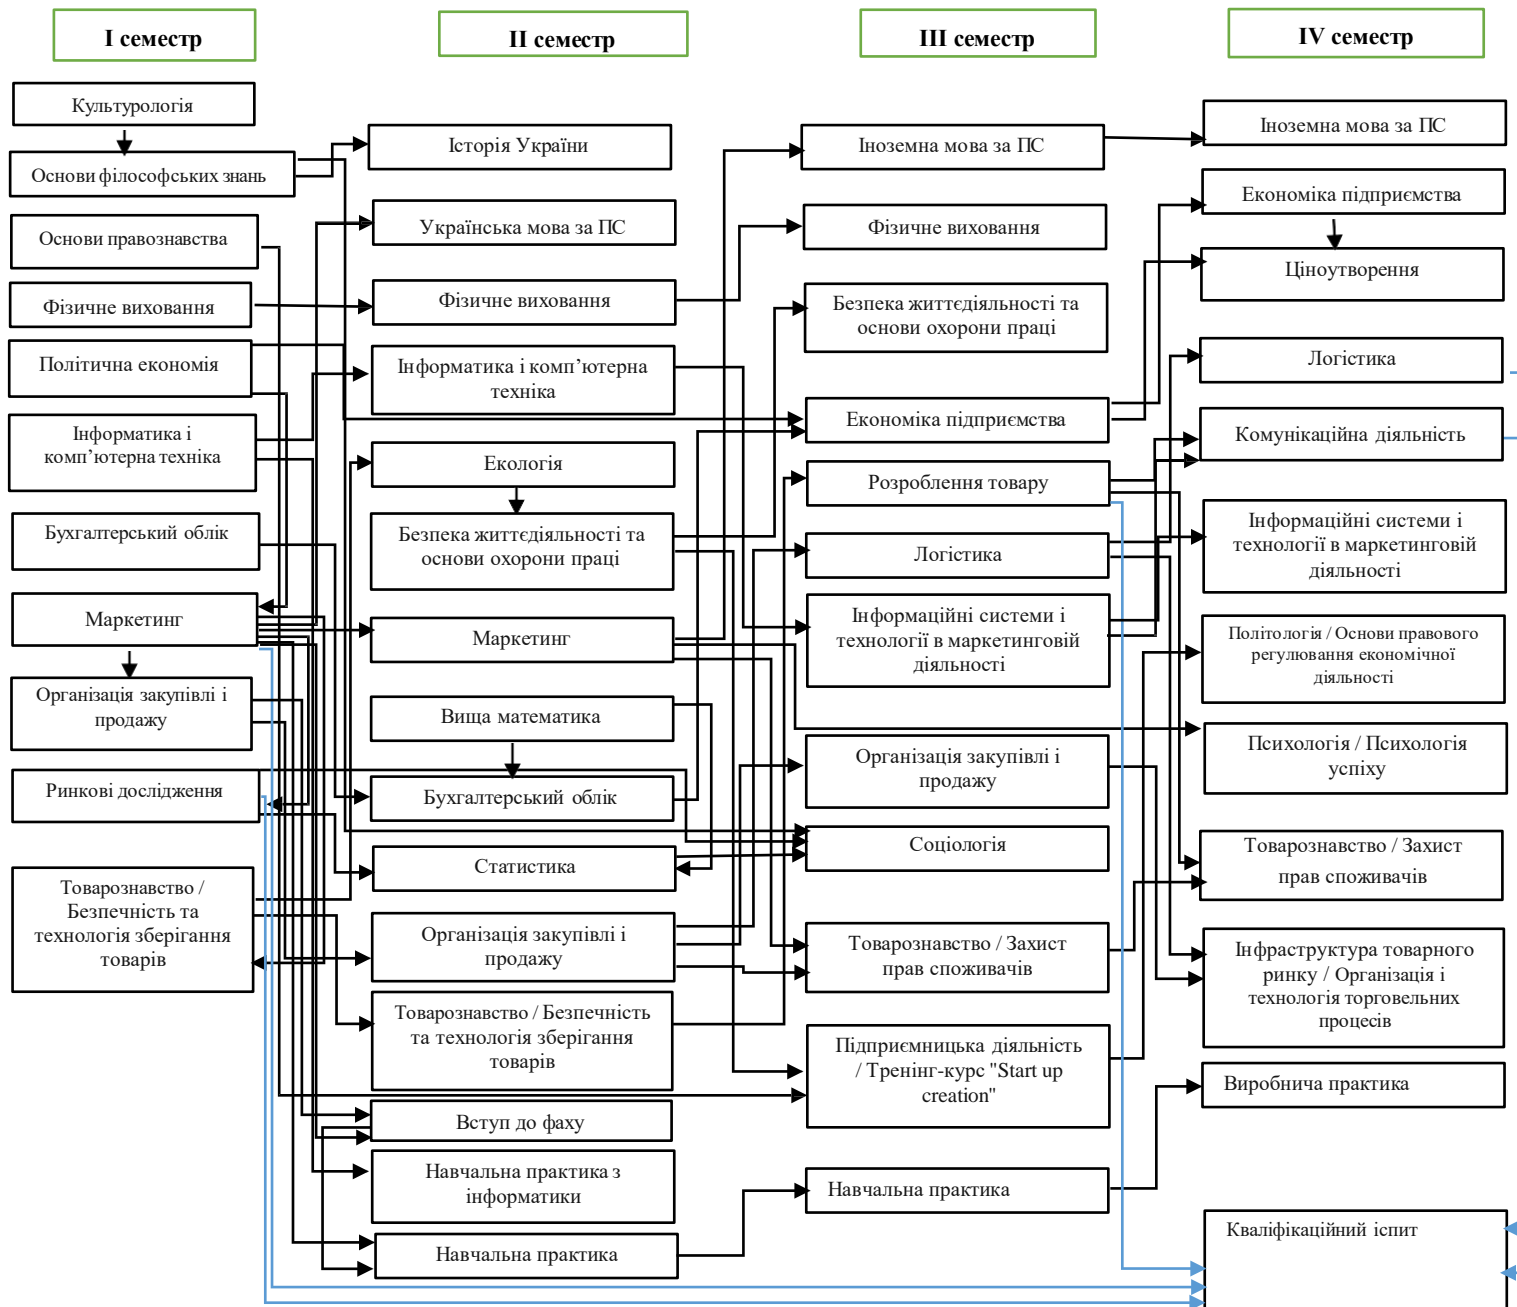 I семестр
II семестр
III семестр
IV семестр
Культурологія
Основи філософських знань
Основи правознавства
Фізичне виховання
Політична економія
Інформатика і
комп’ютерна техніка
Бухгалтерський облік
Маркетинг
Організація закупівлі і
продажу
Ринкові дослідження
Товарознавство /
Безпечність та
технологія зберігання
товарів
Історія України
Українська мова за ПС
Фізичне виховання
Інформатика і комп’ютерна
техніка
Екологія
Безпека життєдіяльності та
основи охорони праці
Маркетинг
Вища математика
Бухгалтерський облік
Статистика
Організація закупівлі і
продажу
Товарознавство / Безпечність
та технологія зберігання
товарів
Вступ до фаху
Навчальна практика з
інформатики
Навчальна практика
Іноземна мова за ПС
Фізичне виховання
Безпека життєдіяльності та
основи охорони праці
Економіка підприємства
Розроблення товару
Логістика
Інформаційні системи і
технології в маркетинговій
діяльності
Організація закупівлі і
продажу
Соціологія
Товарознавство / Захист
прав споживачів
Підприємницька діяльність
/ Тренінг-курс "Start up
creation"
Навчальна практика
Іноземна мова за ПС
Економіка підприємства
Ціноутворення
Логістика
Комунікаційна діяльність
Інформаційні системи і
технології в маркетинговій
діяльності
Політологія / Основи правового
регулювання економічної
діяльності
Психологія / Психологія
успіху
Товарознавство / Захист
прав споживачів
Інфраструктура товарного
ринку / Організація і
технологія торговельних
процесів
Виробнича практика
Кваліфікаційний іспит